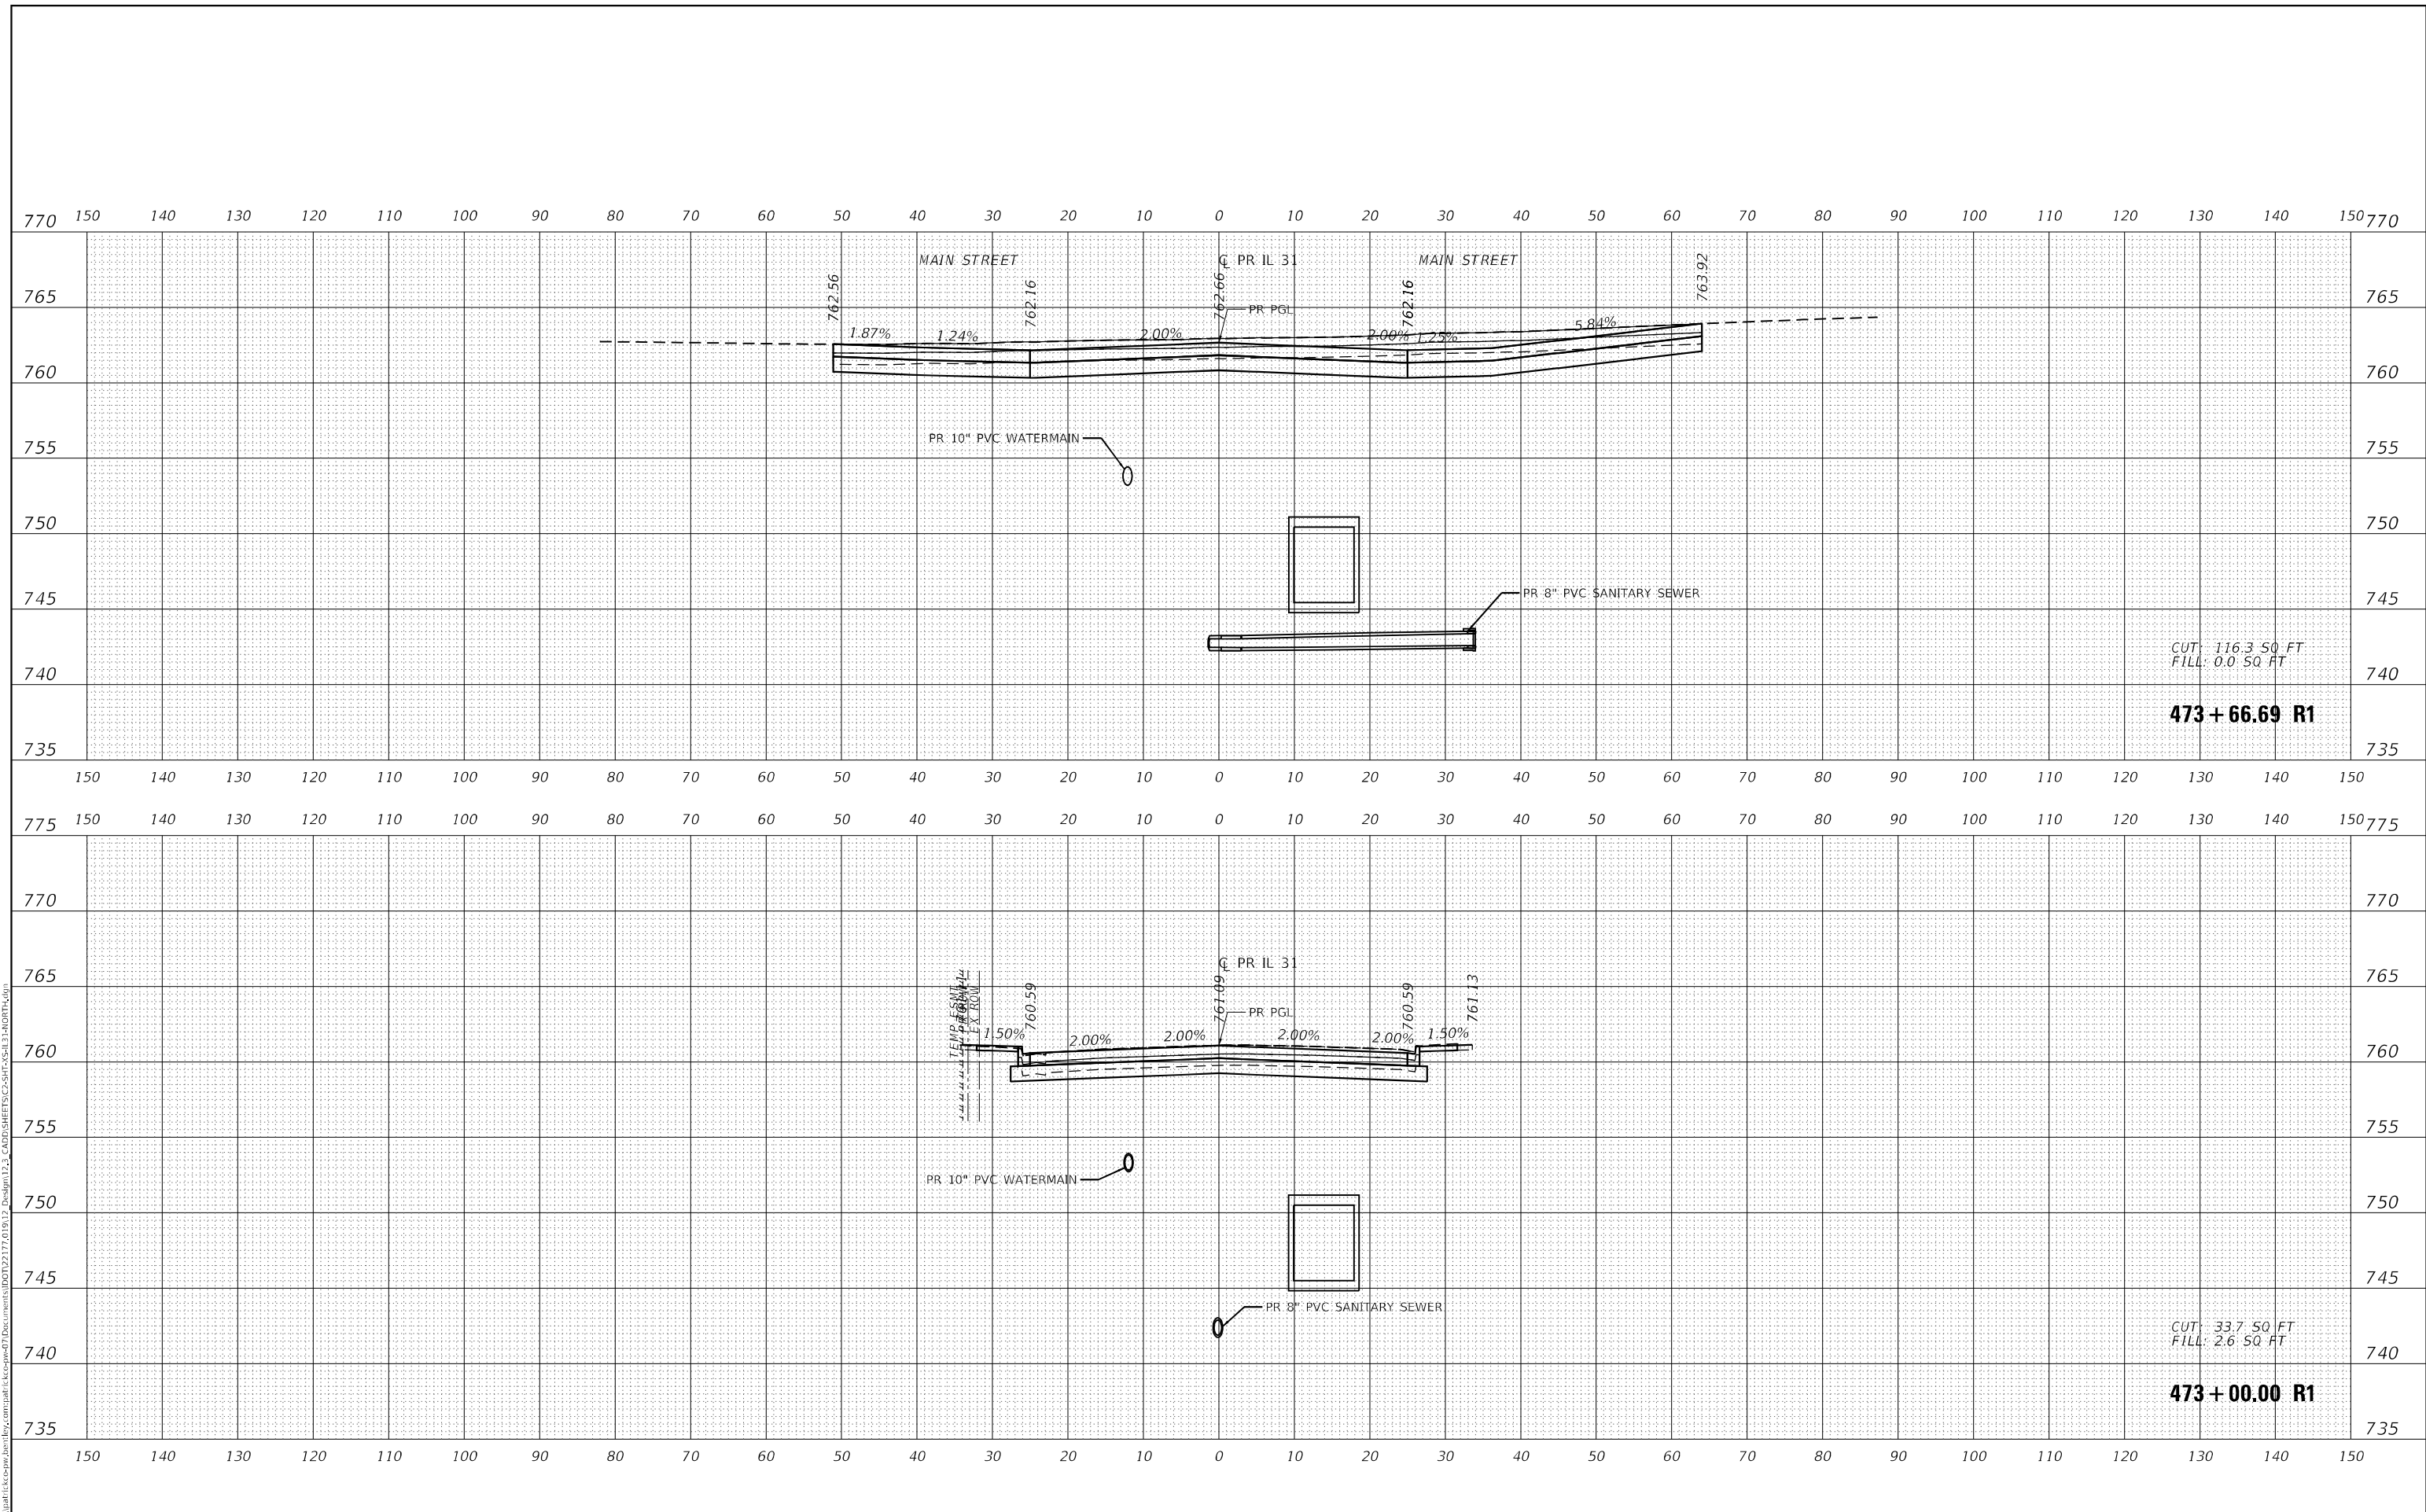 150 140 130 120 110 100 90 80 70 60 50 40 30 20 10 0 10 20 30 40 50 60 70 80 90 100 110 120 130 140 150
770 770
MAIN STREET ℄ PR IL 31 MAIN STREET
762.56 762.16 762.66 762.16 763.92
765 765
PR PGL
1.87% 1.24% 2.00% 2.00% 1.25% 5.84%
760 760
PR 10" PVC WATERMAIN
755 755
750 750
745 745
PR 8" PVC SANITARY SEWER
CUT: 116.3 SQ FT
FILL: 0.0 SQ FT
740 740
473+66.69 R1
735 735
150 140 130 120 110 100 90 80 70 60 50 40 30 20 10 0 10 20 30 40 50 60 70 80 90 100 110 120 130 140 150
150 140 130 120 110 100 90 80 70 60 50 40 30 20 10 0 10 20 30 40 50 60 70 80 90 100 110 120 130 140 150
775 775
770 770
℄ PR IL 31
765 765
TEMP ESMT
EX ROW
760.59 761.09 760.59 761.13
PR PGL
1.50% 2.00% 2.00% 2.00% 2.00% 1.50%
760 760
755 755
PR 10" PVC WATERMAIN
750 750
745 745
PR 8" PVC SANITARY SEWER
CUT: 33.7 SQ FT
FILL: 2.6 SQ FT
740 740
473+00.00 R1
735 735
150 140 130 120 110 100 90 80 70 60 50 40 30 20 10 0 10 20 30 40 50 60 70 80 90 100 110 120 130 140 150